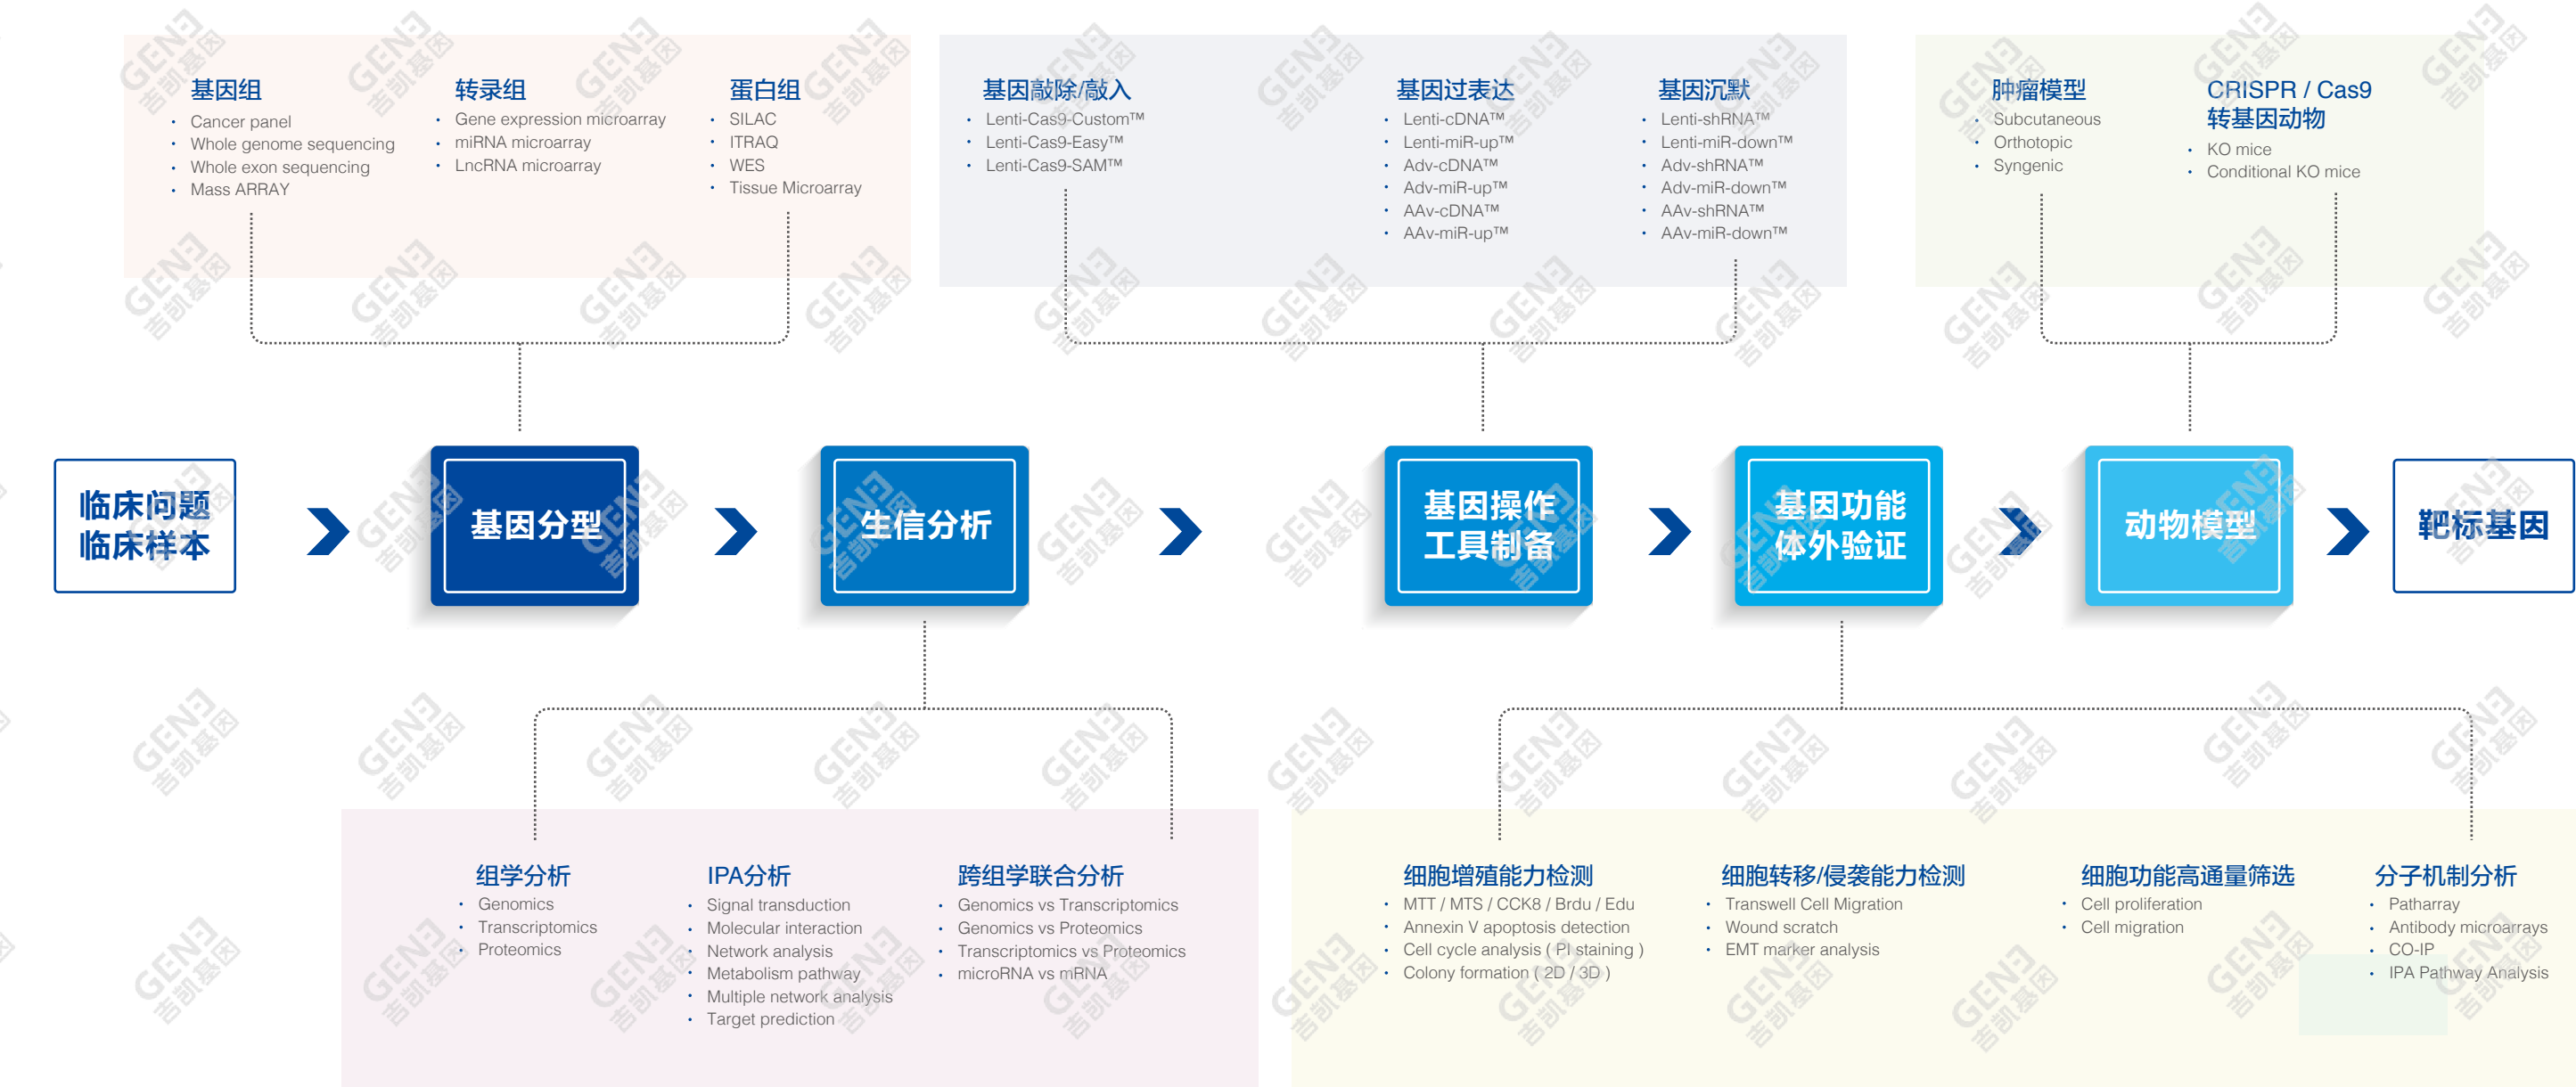 基因组
Cancer panel
Whole genome sequencing
Whole exon sequencing
Mass ARRAY
转录组
Gene expression microarray
miRNA microarray
LncRNA microarray
蛋白组
SILAC
ITRAQ
WES
Tissue Microarray
基因敲除/敲入
Lenti-Cas9-Custom™
Lenti-Cas9-Easy™
Lenti-Cas9-SAM™
基因过表达
Lenti-cDNA™
Lenti-miR-up™
Adv-cDNA™
Adv-miR-up™
AAv-cDNA™
AAv-miR-up™
基因沉默
Lenti-shRNA™
Lenti-miR-down™
Adv-shRNA™
Adv-miR-down™
AAv-shRNA™
AAv-miR-down™
肿瘤模型
Subcutaneous
Orthotopic
Syngenic
CRISPR / Cas9
转基因动物
KO mice
Conditional KO mice
临床问题
临床样本
基因分型
生信分析
基因操作
工具制备
基因功能
体外验证
动物模型
靶标基因
组学分析
Genomics
Transcriptomics
Proteomics
IPA分析
Signal transduction
Molecular interaction
Network analysis
Metabolism pathway
Multiple network analysis
Target prediction
跨组学联合分析
Genomics vs Transcriptomics
Genomics vs Proteomics
Transcriptomics vs Proteomics
microRNA vs mRNA
细胞增殖能力检测
MTT / MTS / CCK8 / Brdu / Edu
Annexin V apoptosis detection
Cell cycle analysis ( PI staining )
Colony formation ( 2D / 3D )
细胞转移/侵袭能力检测
Transwell Cell Migration
Wound scratch
EMT marker analysis
细胞功能高通量筛选
Cell proliferation
Cell migration
分子机制分析
Patharray
Antibody microarrays
CO-IP
IPA Pathway Analysis
GENE
吉凯基因